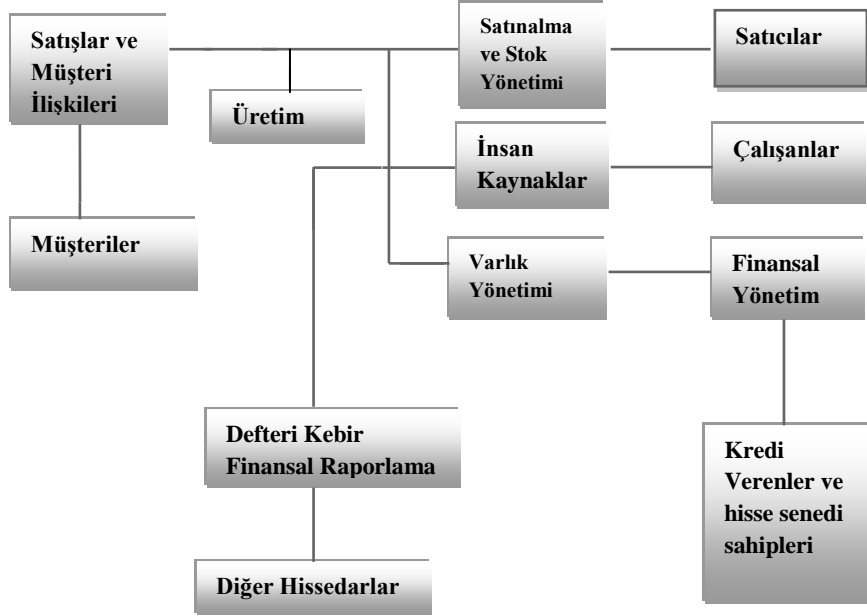 Satışlar ve
Müşteri
İlişkileri
Satınalma
ve Stok
Yönetimi
Satıcılar
Üretim
İnsan
Kaynaklar
Çalışanlar
Müşteriler
Varlık
Yönetimi
Finansal
Yönetim
Defteri Kebir
Finansal Raporlama
Kredi
Verenler ve
hisse senedi
sahipleri
Diğer Hissedarlar